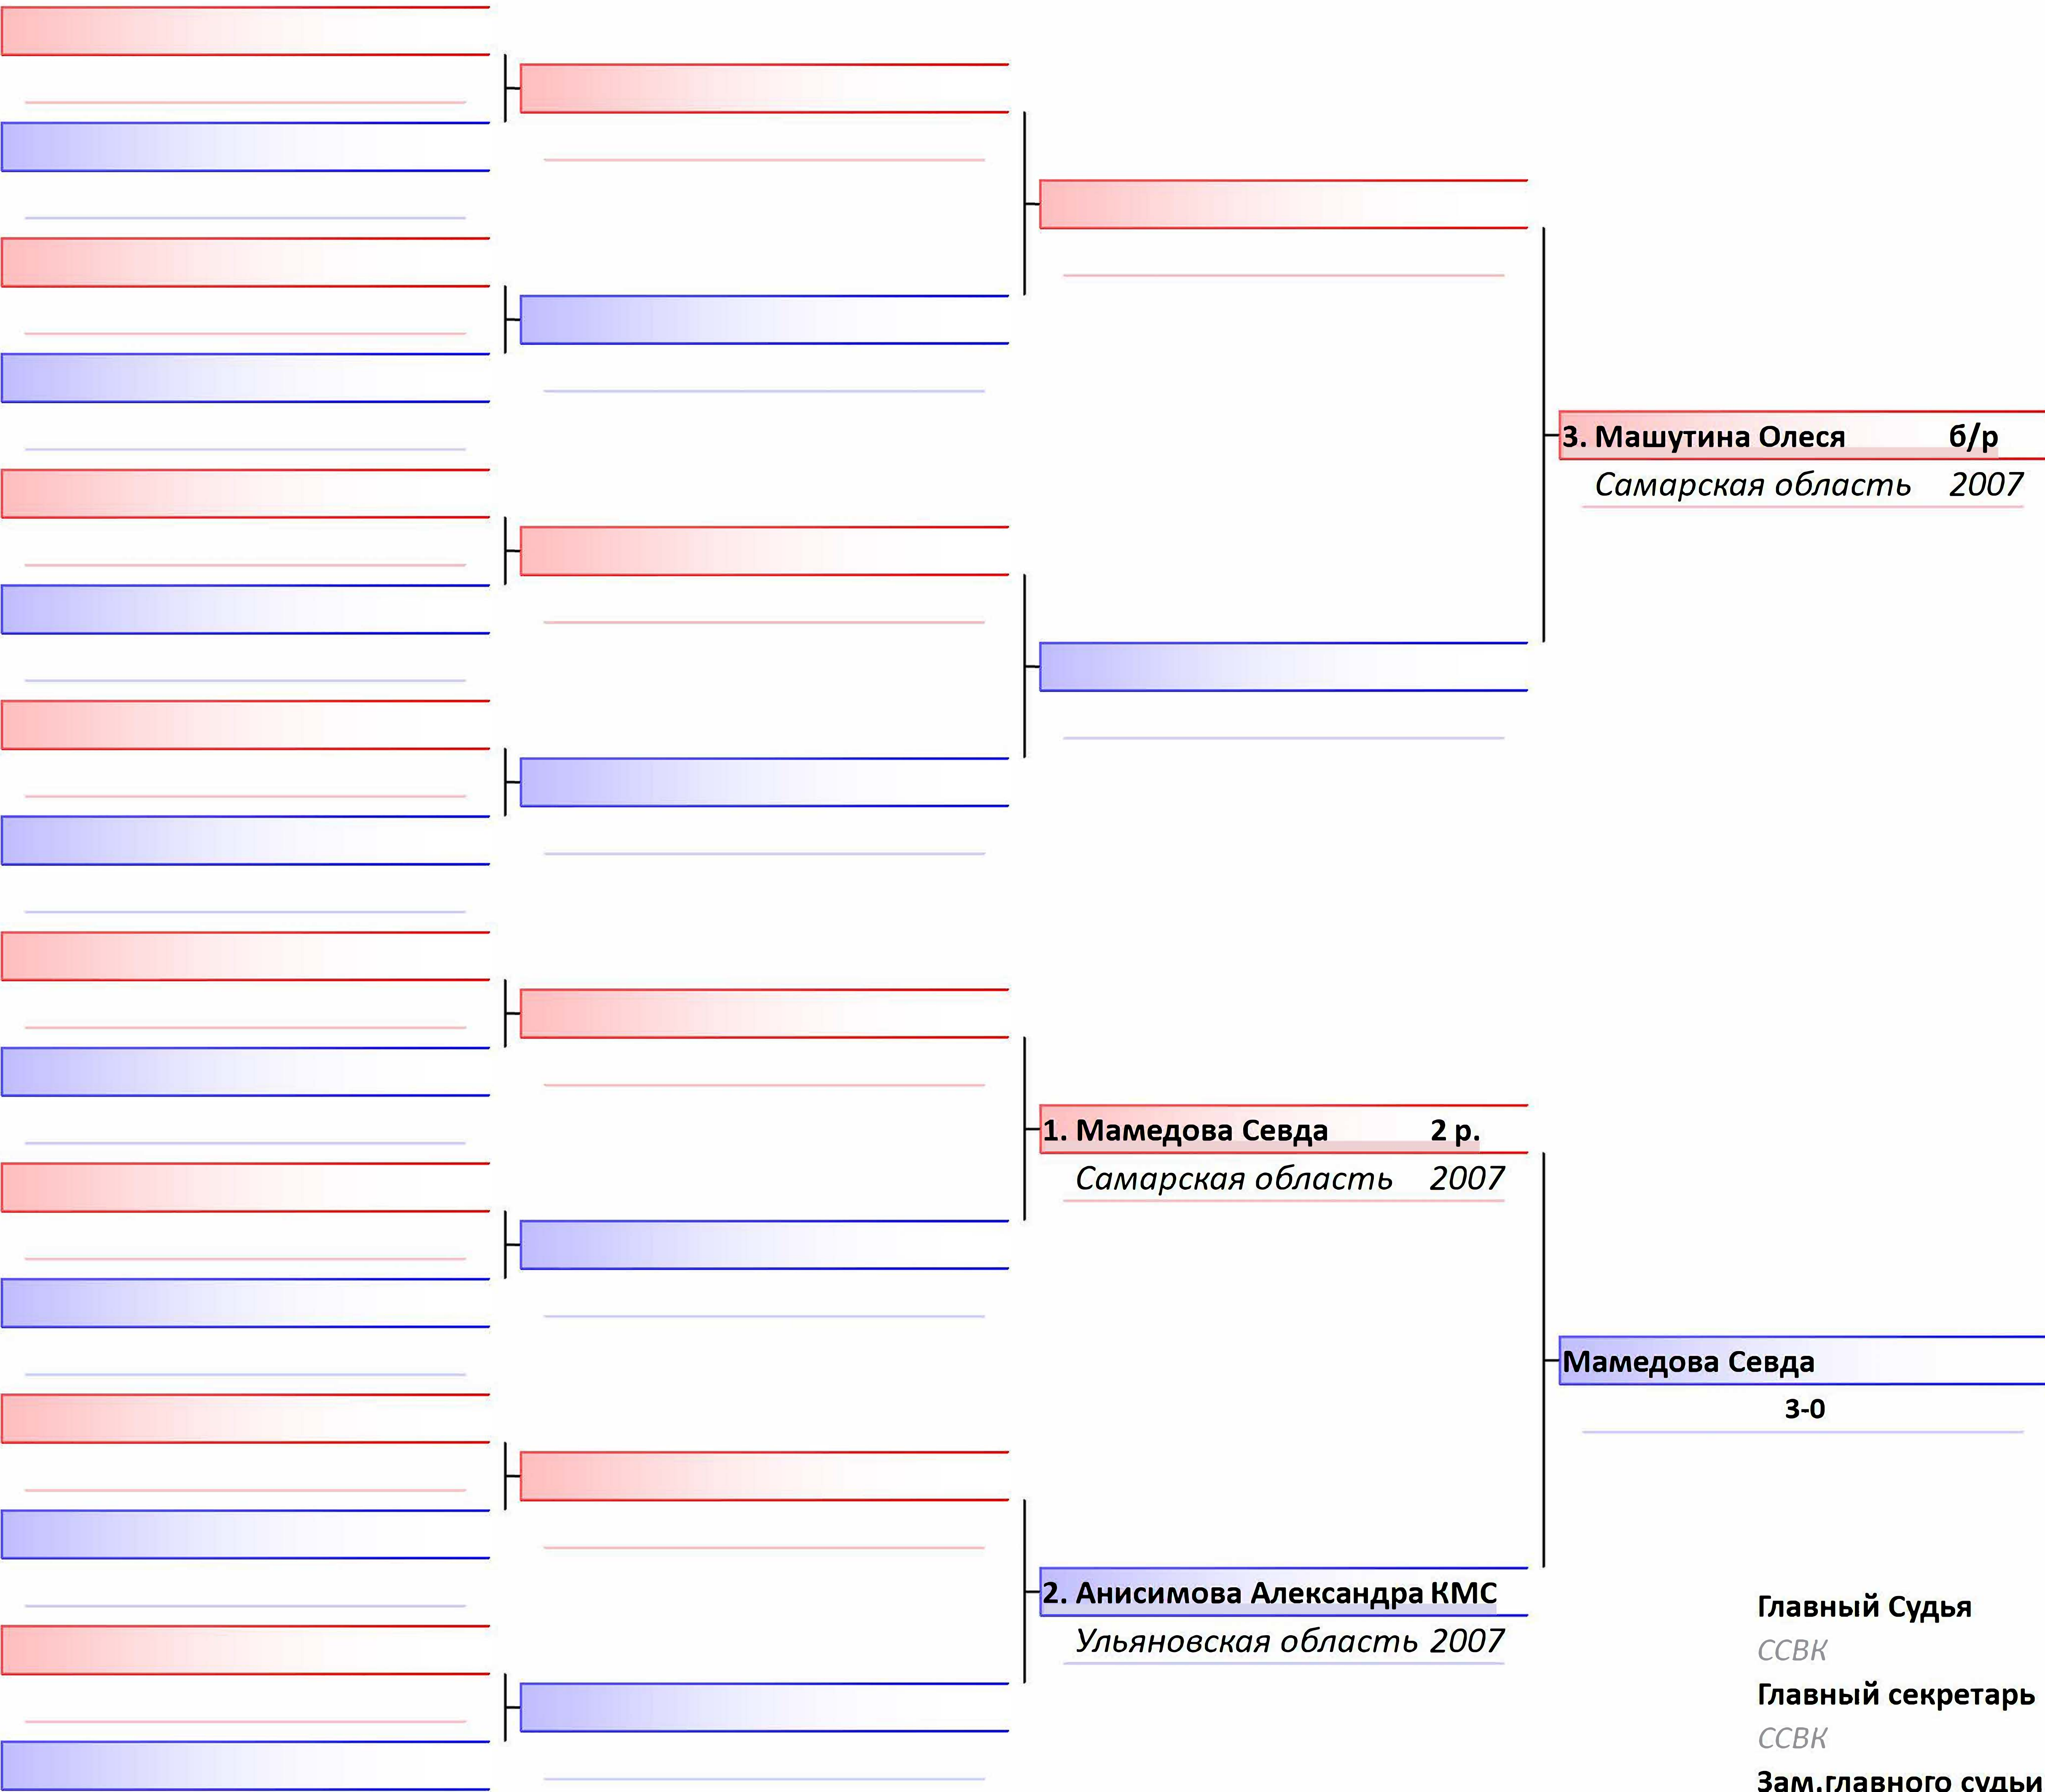 3. Машутина Олеся б/р
Самарская область 2007
1. Мамедова Севда 2 р.
Самарская область 2007
Мамедова Севда
3-0
2. Анисимова Александра КМС
Ульяновская область 2007
Главный Судья
ССВК
Главный секретарь
ССВК
Зам.главного судьи